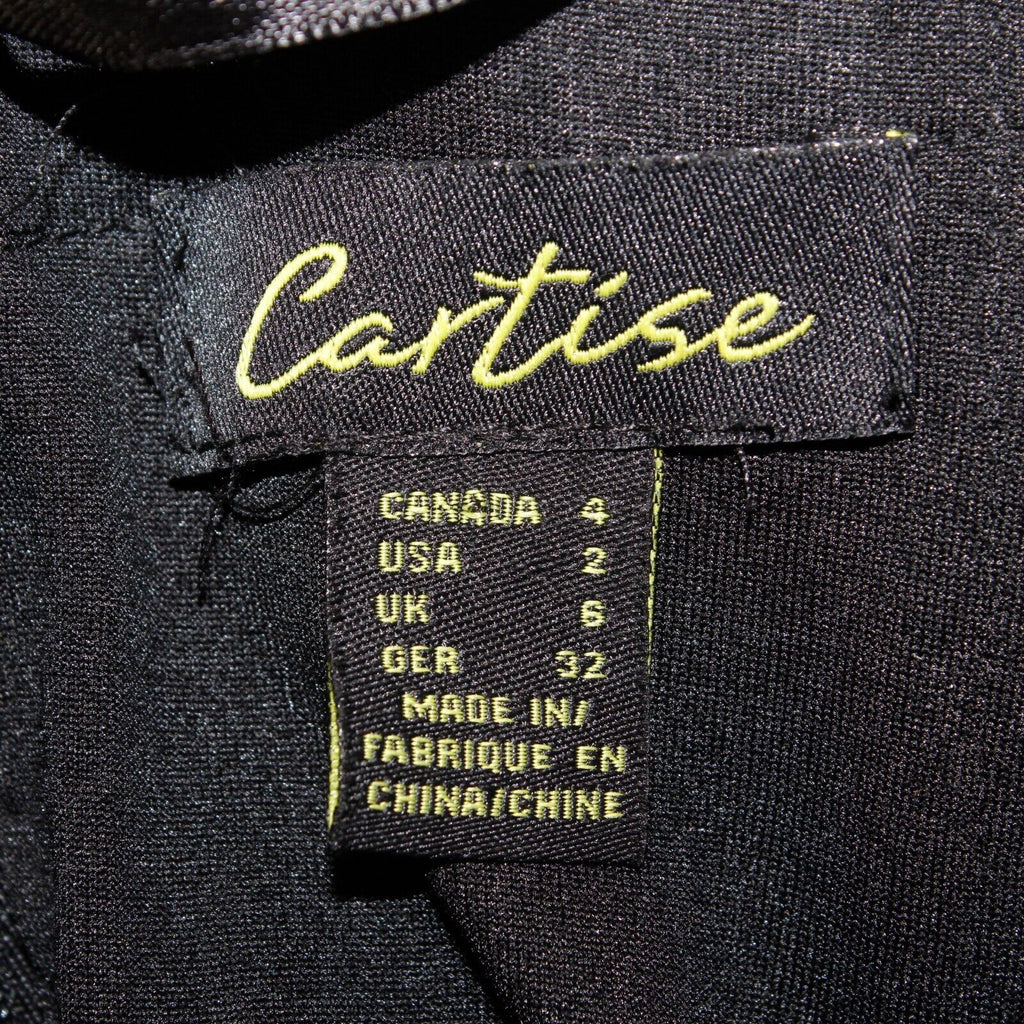 Cartise
CANADA 4
USA 2
UK 6
GER 32
MADE IN/
FABRIQUE EN
CHINA/CHINE